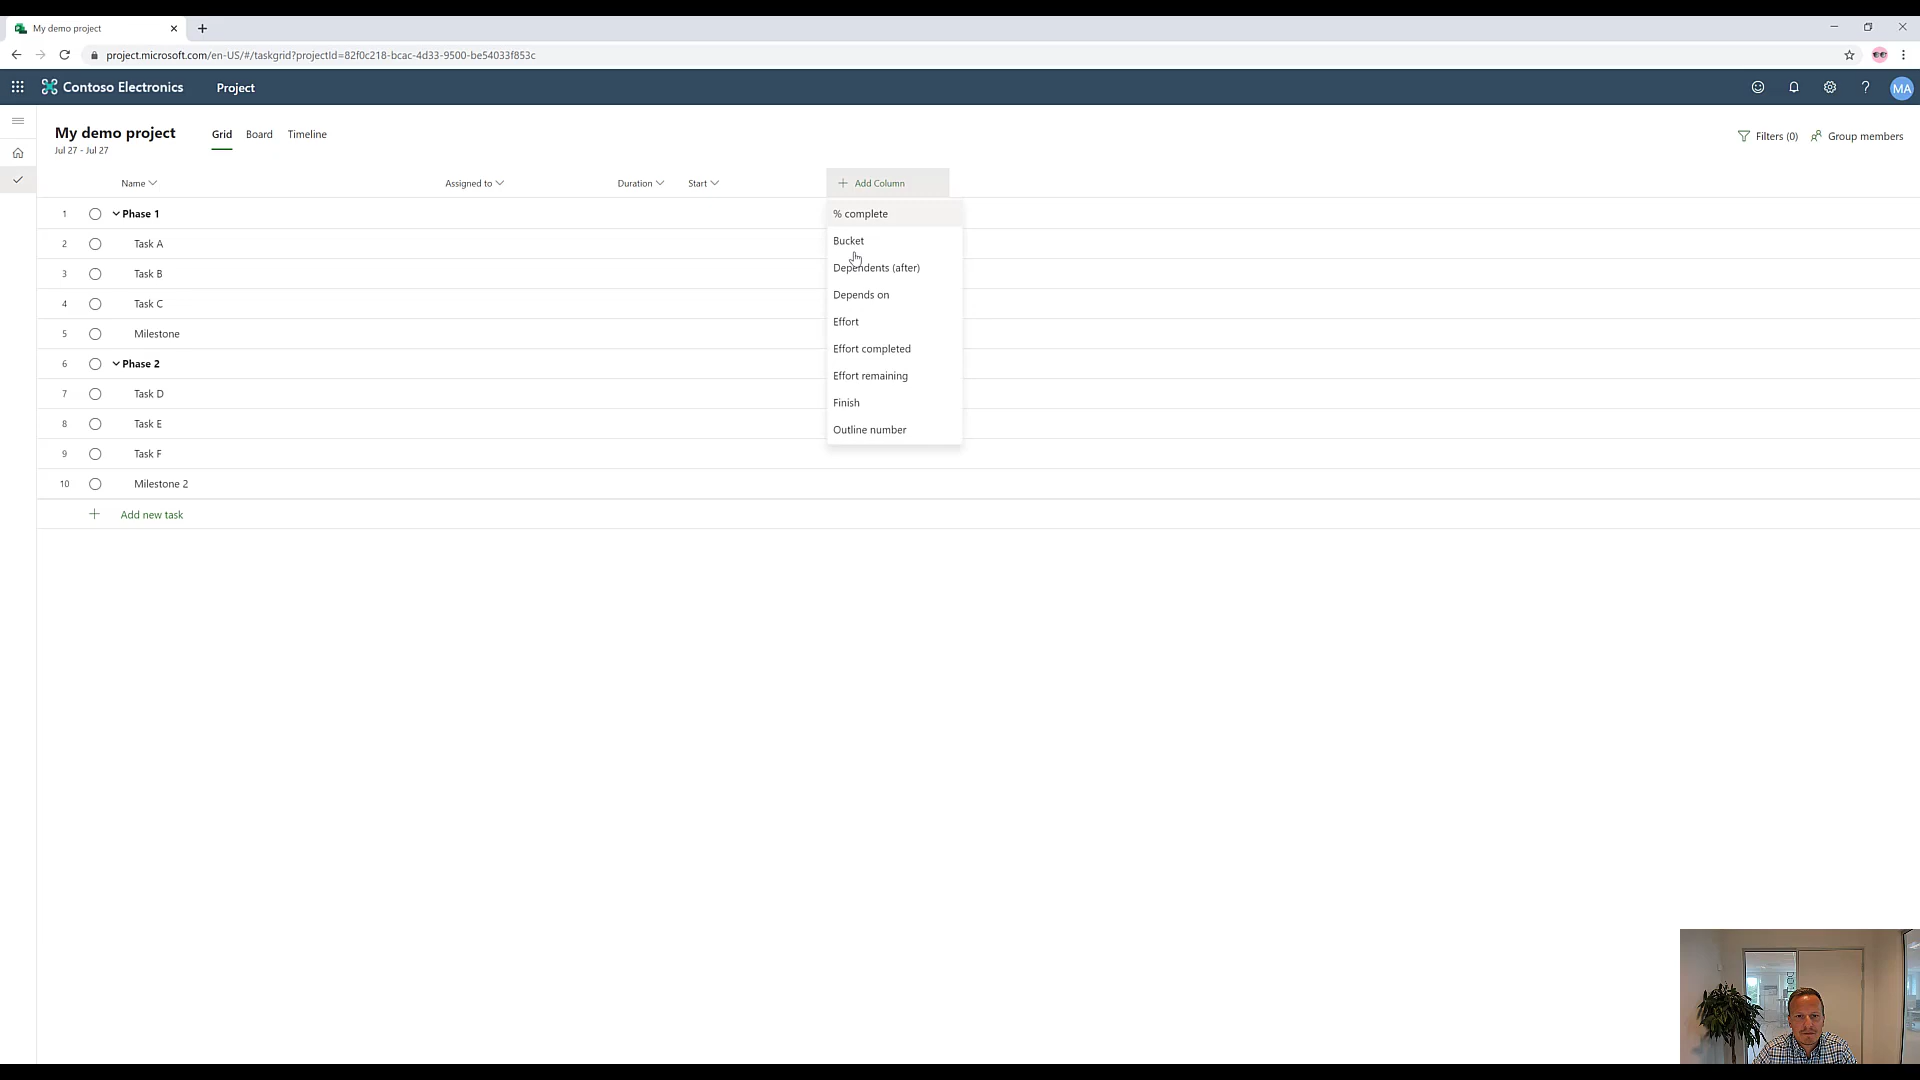 My demo project
project.microsoft.com/en-US/#/taskgrid?projectId=82f0c218-bcac-4d33-9500-be54033f853c
Contoso Electronics Project ? MA
My demo project Grid Board Timeline Filters (0) Group members
Jul 27 - Jul 27
Name Assigned to Duration Start Add Column
1 Phase 1 % complete
2 Task A Bucket
3 Task B Dependents (after)
4 Task C Depends on
5 Milestone Effort
6 Phase 2 Effort completed
7 Task D Effort remaining
8 Task E Finish
9 Task F Outline number
10 Milestone 2
Add new task